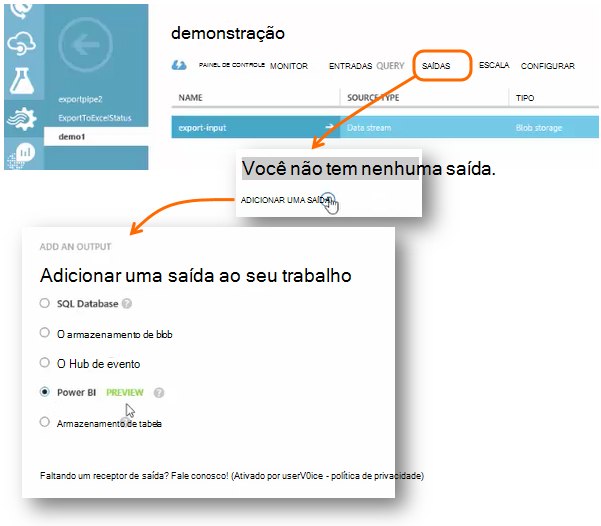 demonstração
PAINEL DE CONTROLE MONITOR ENTRADAS QUERY SAÍDAS ESCALA CONFIGURAR
exportpipe2
ExportToExcelStatus
demo1
NAME SOURCE TYPE TIPO
export-input Data stream Blob storage
Você não tem nenhuma saída.
ADICIONAR UMA SAÍDA
ADD AN OUTPUT
Adicionar uma saída ao seu trabalho
SQL Database
O armazenamento de blob
O Hub de evento
Power BI PREVIEW
Armazenamento de tabela
Faltando um receptor de saída? Fale conosco! (Ativado por userV0ice - política de privacidade)